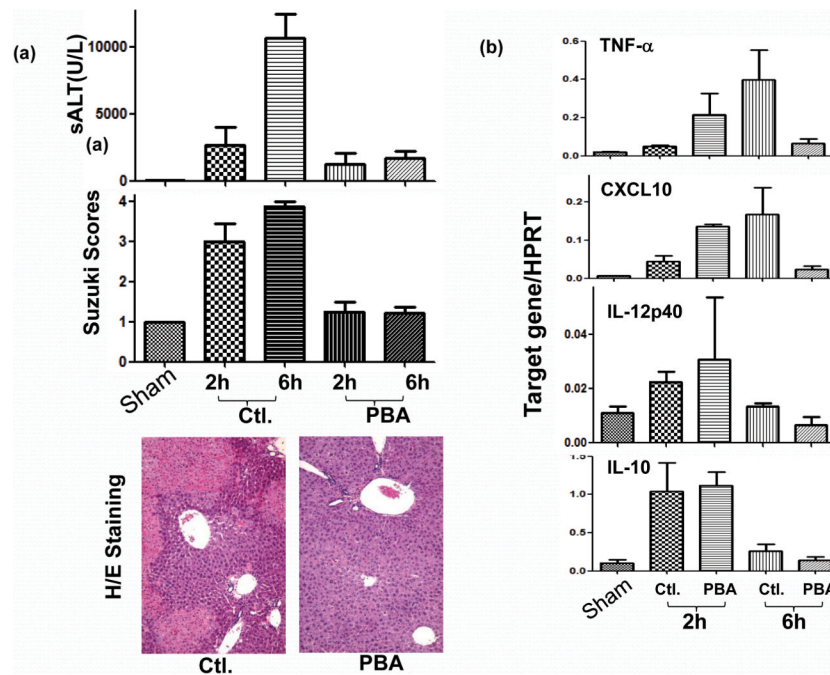 (a)
sALT(U/L)
10000
5000
0
(a)
Suzuki Scores
4
3
2
1
0
Sham
2h 6h 2h 6h
Ctl. PBA
H/E Staining
Ctl. PBA
(b)
Target gene/HPRT
TNF-α
0.6
0.4
0.2
0.0
CXCL10
0.2
0.1
0.0
IL-12p40
0.04
0.02
0.00
IL-10
1.5
1.0
0.5
0.0
Sham
Ctl. PBA Ctl. PBA
2h 6h